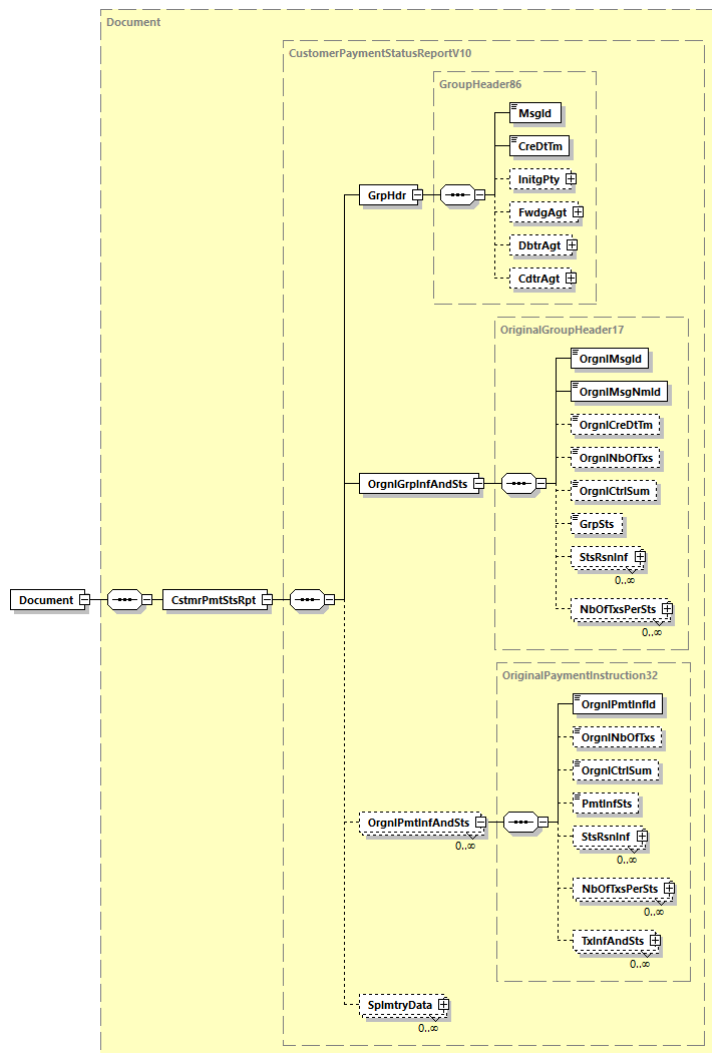 Document
CustomerPaymentStatusReportV10
GroupHeader86
MsgId
CreDtTm
InitgPty
FwdgAgt
DbtrAgt
CdtrAgt
GrpHdr
OriginalGroupHeader17
OrgnlMsgId
OrgnlMsgNmId
OrgnlCreDtTm
OrgnlNbOfTxs
OrgnlCtrlSum
GrpSts
StsRsnInf
0..∞
NbOfTxsPerSts
0..∞
OrgnlGrpInfAndSts
Document
CstmrPmtStsRpt
OriginalPaymentInstruction32
OrgnlPmtInfId
OrgnlNbOfTxs
OrgnlCtrlSum
PmtInfSts
StsRsnInf
0..∞
NbOfTxsPerSts
0..∞
TxInfAndSts
0..∞
OrgnlPmtInfAndSts
0..∞
SplmtryData
0..∞